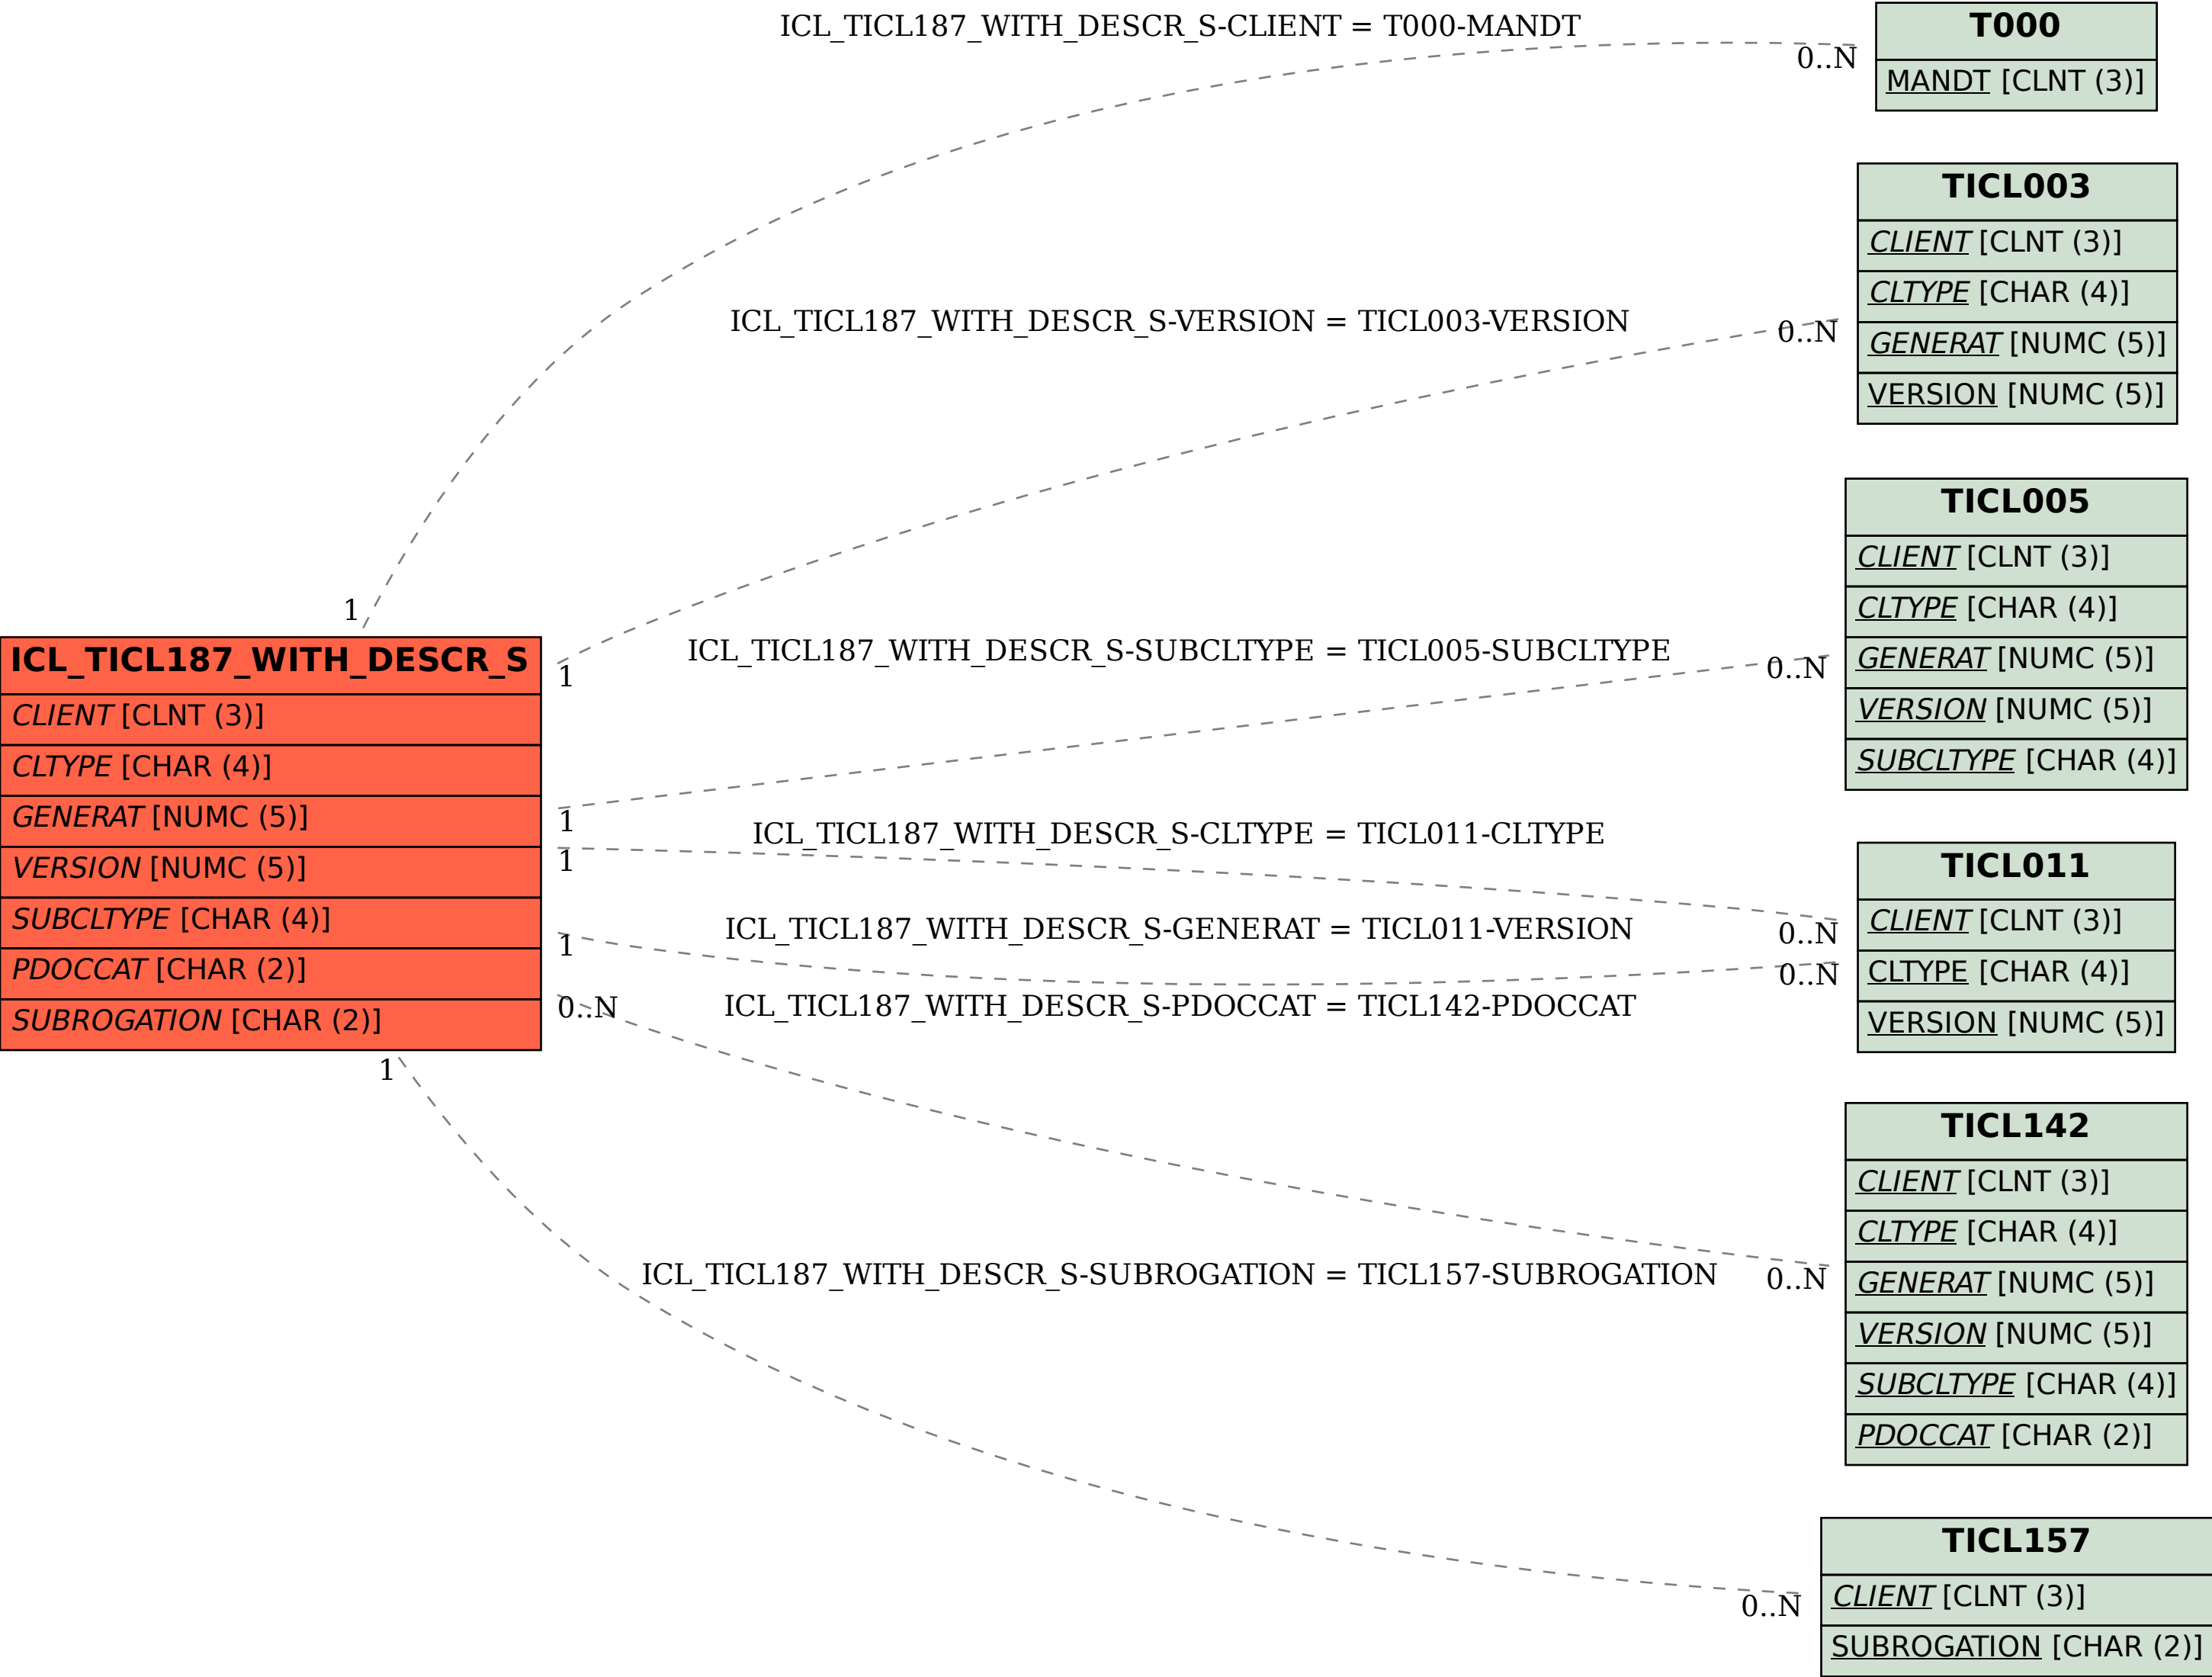 ICL_TICL187_WITH_DESCR_S-CLIENT = T000-MANDT
0..N
1
T000
MANDT [CLNT (3)]
ICL_TICL187_WITH_DESCR_S-VERSION = TICL003-VERSION
0..N
1
TICL003
CLIENT [CLNT (3)]
CLTYPE [CHAR (4)]
GENERAT [NUMC (5)]
VERSION [NUMC (5)]
ICL_TICL187_WITH_DESCR_S
CLIENT [CLNT (3)]
CLTYPE [CHAR (4)]
GENERAT [NUMC (5)]
VERSION [NUMC (5)]
SUBCLTYPE [CHAR (4)]
PDOCCAT [CHAR (2)]
SUBROGATION [CHAR (2)]
ICL_TICL187_WITH_DESCR_S-SUBCLTYPE = TICL005-SUBCLTYPE
0..N
1
TICL005
CLIENT [CLNT (3)]
CLTYPE [CHAR (4)]
GENERAT [NUMC (5)]
VERSION [NUMC (5)]
SUBCLTYPE [CHAR (4)]
ICL_TICL187_WITH_DESCR_S-CLTYPE = TICL011-CLTYPE
1
0..N
ICL_TICL187_WITH_DESCR_S-GENERAT = TICL011-VERSION
1
0..N
TICL011
CLIENT [CLNT (3)]
CLTYPE [CHAR (4)]
VERSION [NUMC (5)]
ICL_TICL187_WITH_DESCR_S-PDOCCAT = TICL142-PDOCCAT
0..N
0..N
TICL142
CLIENT [CLNT (3)]
CLTYPE [CHAR (4)]
GENERAT [NUMC (5)]
VERSION [NUMC (5)]
SUBCLTYPE [CHAR (4)]
PDOCCAT [CHAR (2)]
1
ICL_TICL187_WITH_DESCR_S-SUBROGATION = TICL157-SUBROGATION
0..N
TICL157
CLIENT [CLNT (3)]
SUBROGATION [CHAR (2)]